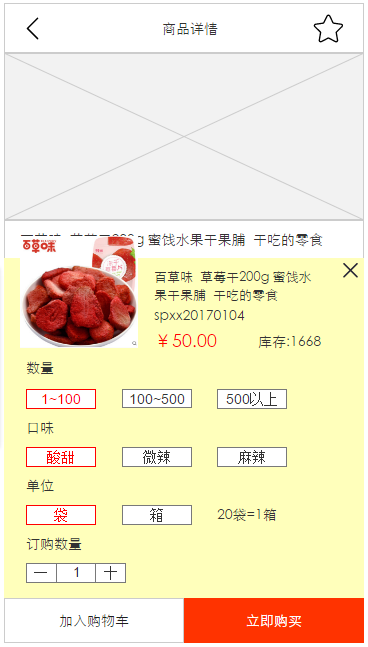 商品详情
百草味 草莓干200g 蜜饯水果干果脯 干吃的零食
百草味
百草味 草莓干200g 蜜饯水
果干果脯 干吃的零食
spxx20170104
￥50.00 库存:1668
数量
1~100 100~500 500以上
口味
酸甜 微辣 麻辣
单位
袋 箱 20袋=1箱
订购数量
一 1 十
加入购物车 立即购买